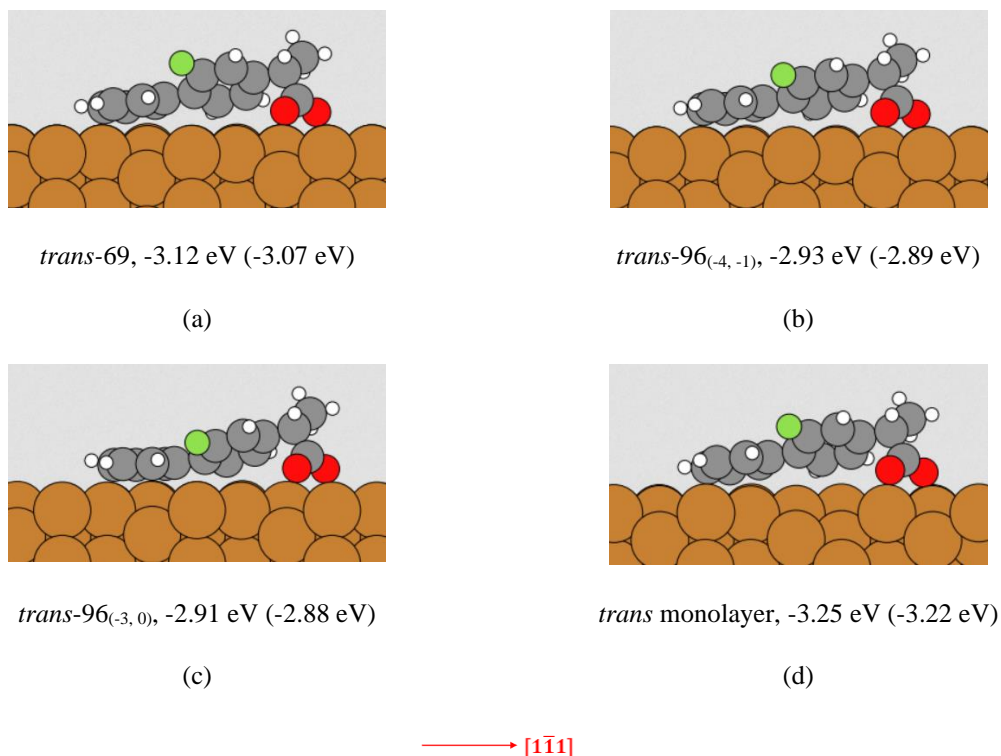 trans-69, -3.12 eV (-3.07 eV)
trans-96(-4, -1), -2.93 eV (-2.89 eV)
(a)
(b)
trans-96(-3, 0), -2.91 eV (-2.88 eV)
trans monolayer, -3.25 eV (-3.22 eV)
(c)
(d)
[11̅1]